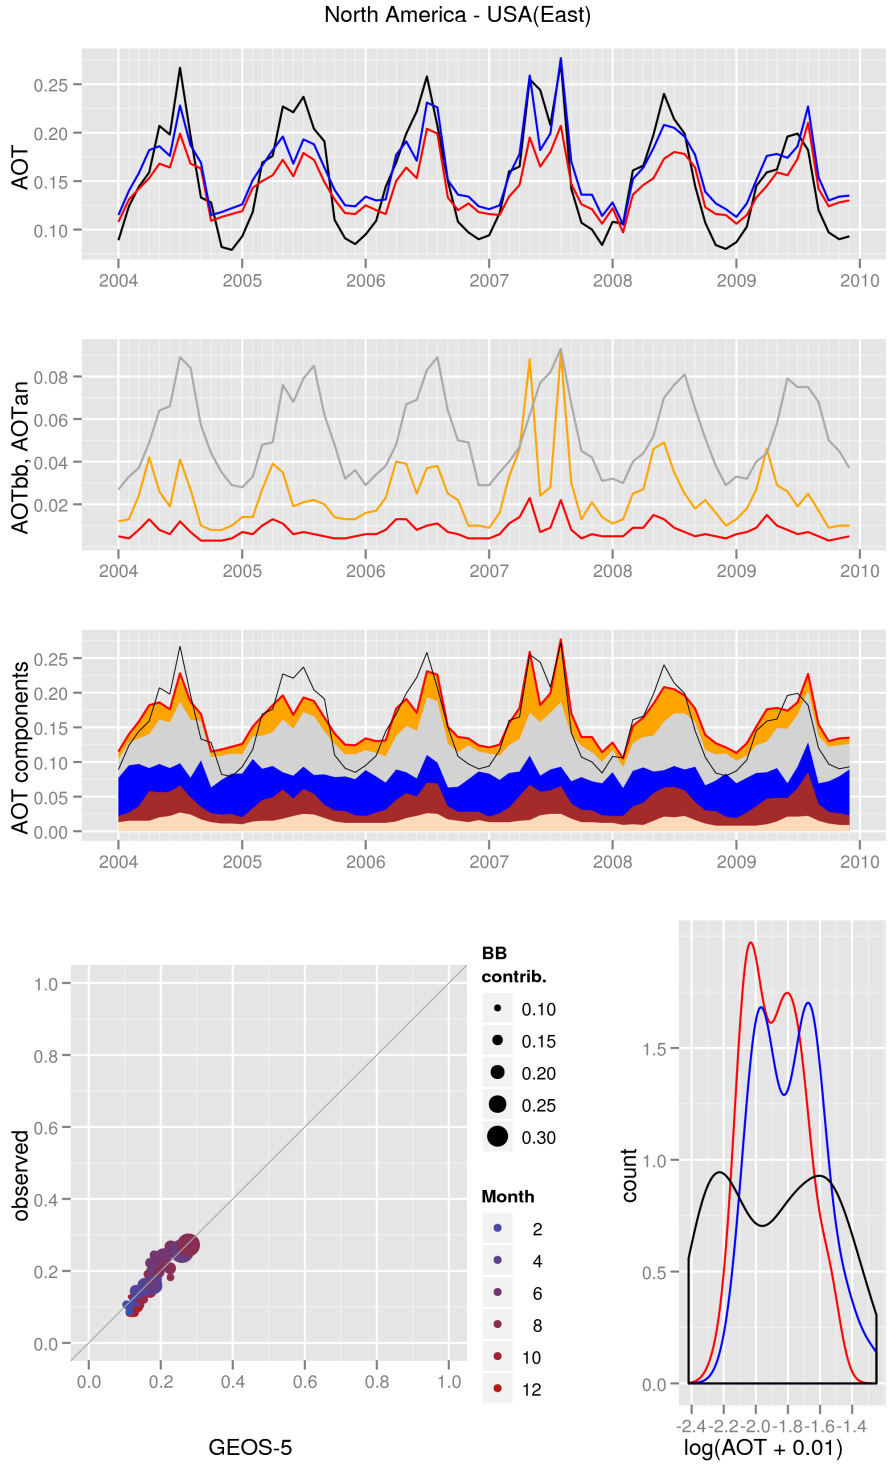 North America - USA(East)
AOT
0.25
0.20
0.15
0.10
2004 2005 2006 2007 2008 2009 2010
AOTbb, AOTan
0.08
0.06
0.04
0.02
2004 2005 2006 2007 2008 2009 2010
AOT components
0.25
0.20
0.15
0.10
0.05
0.00
2004 2005 2006 2007 2008 2009 2010
observed
1.0
0.8
0.6
0.4
0.2
0.0
0.0 0.2 0.4 0.6 0.8 1.0
GEOS-5
BB
contrib.
0.10
0.15
0.20
0.25
0.30
Month
2
4
6
8
10
12
count
1.5
1.0
0.5
0.0
-2.4 -2.2 -2.0 -1.8 -1.6 -1.4
log(AOT + 0.01)